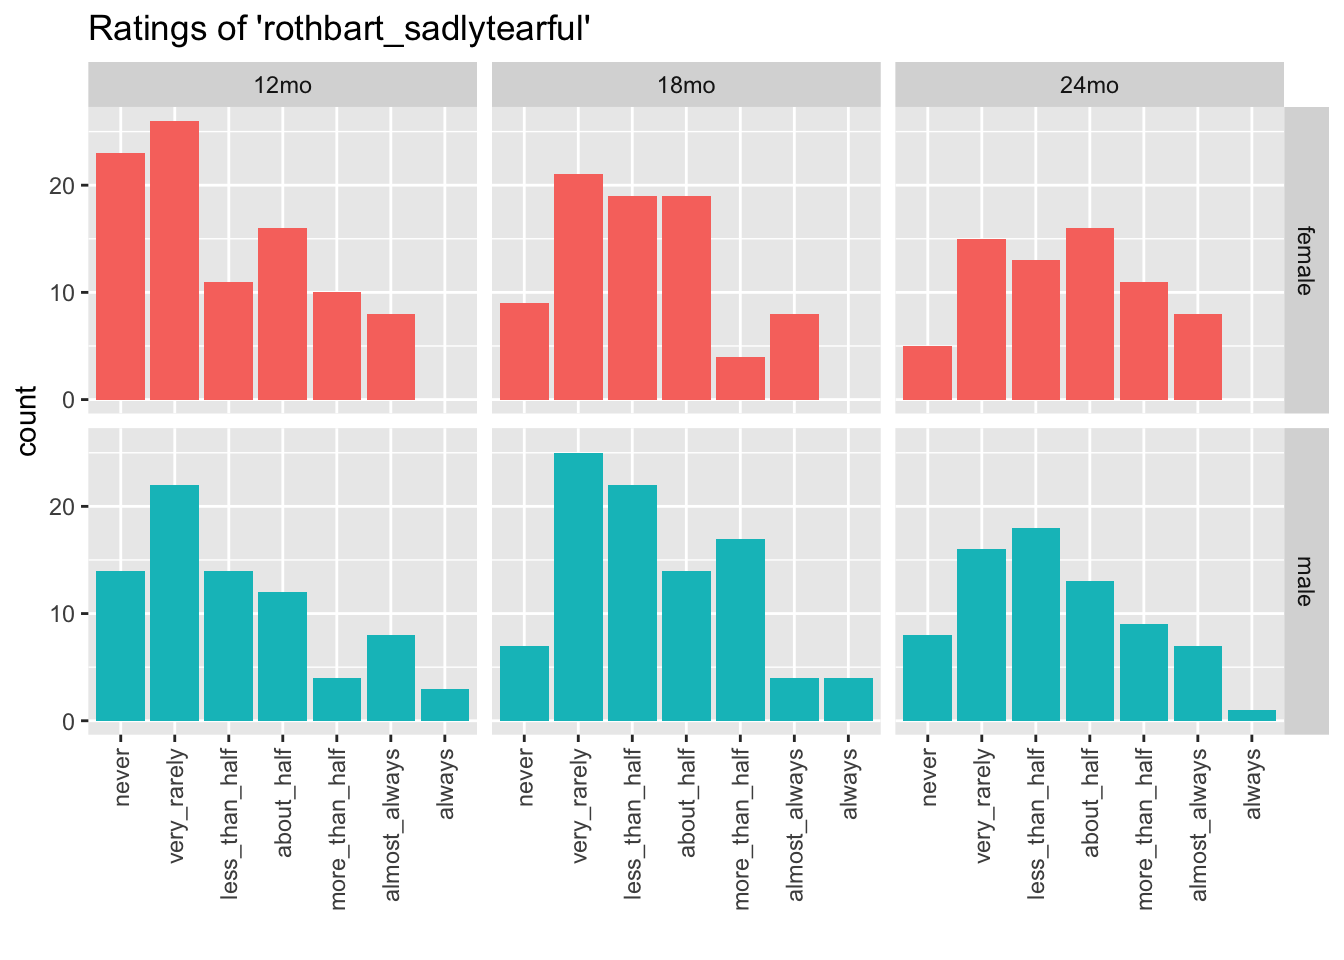 Ratings of 'rothbart_sadlytearful'
12mo 18mo 24mo
20
10
0
female
count
20
10
0
male
never very_rarely less_than_half about_half more_than_half almost_always always never very_rarely less_than_half about_half more_than_half almost_always always never very_rarely less_than_half about_half more_than_half almost_always always